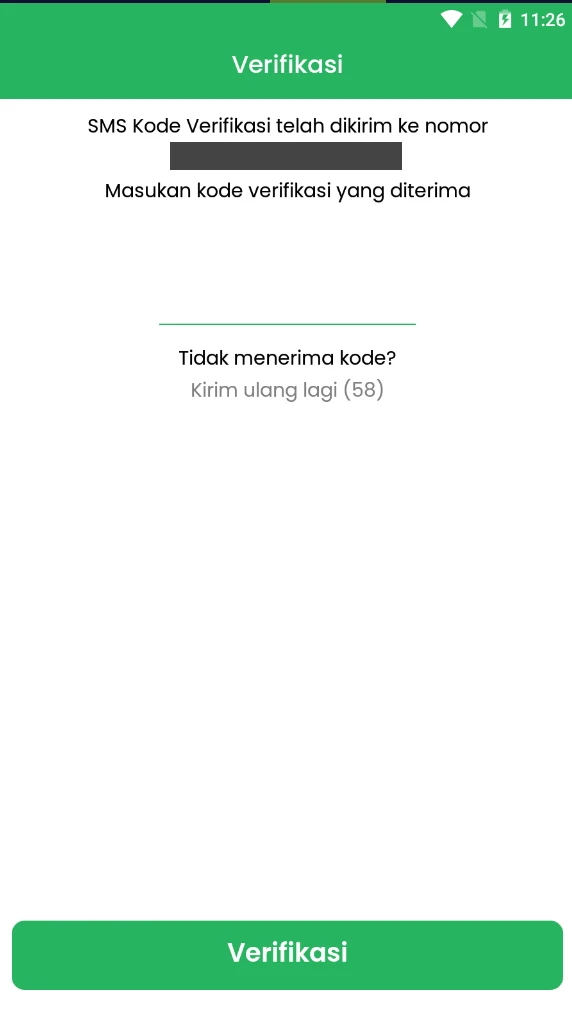 11:26
Verifikasi
SMS Kode Verifikasi telah dikirim ke nomor
Masukan kode verifikasi yang diterima
Tidak menerima kode?
Kirim ulang lagi (58)
Verifikasi